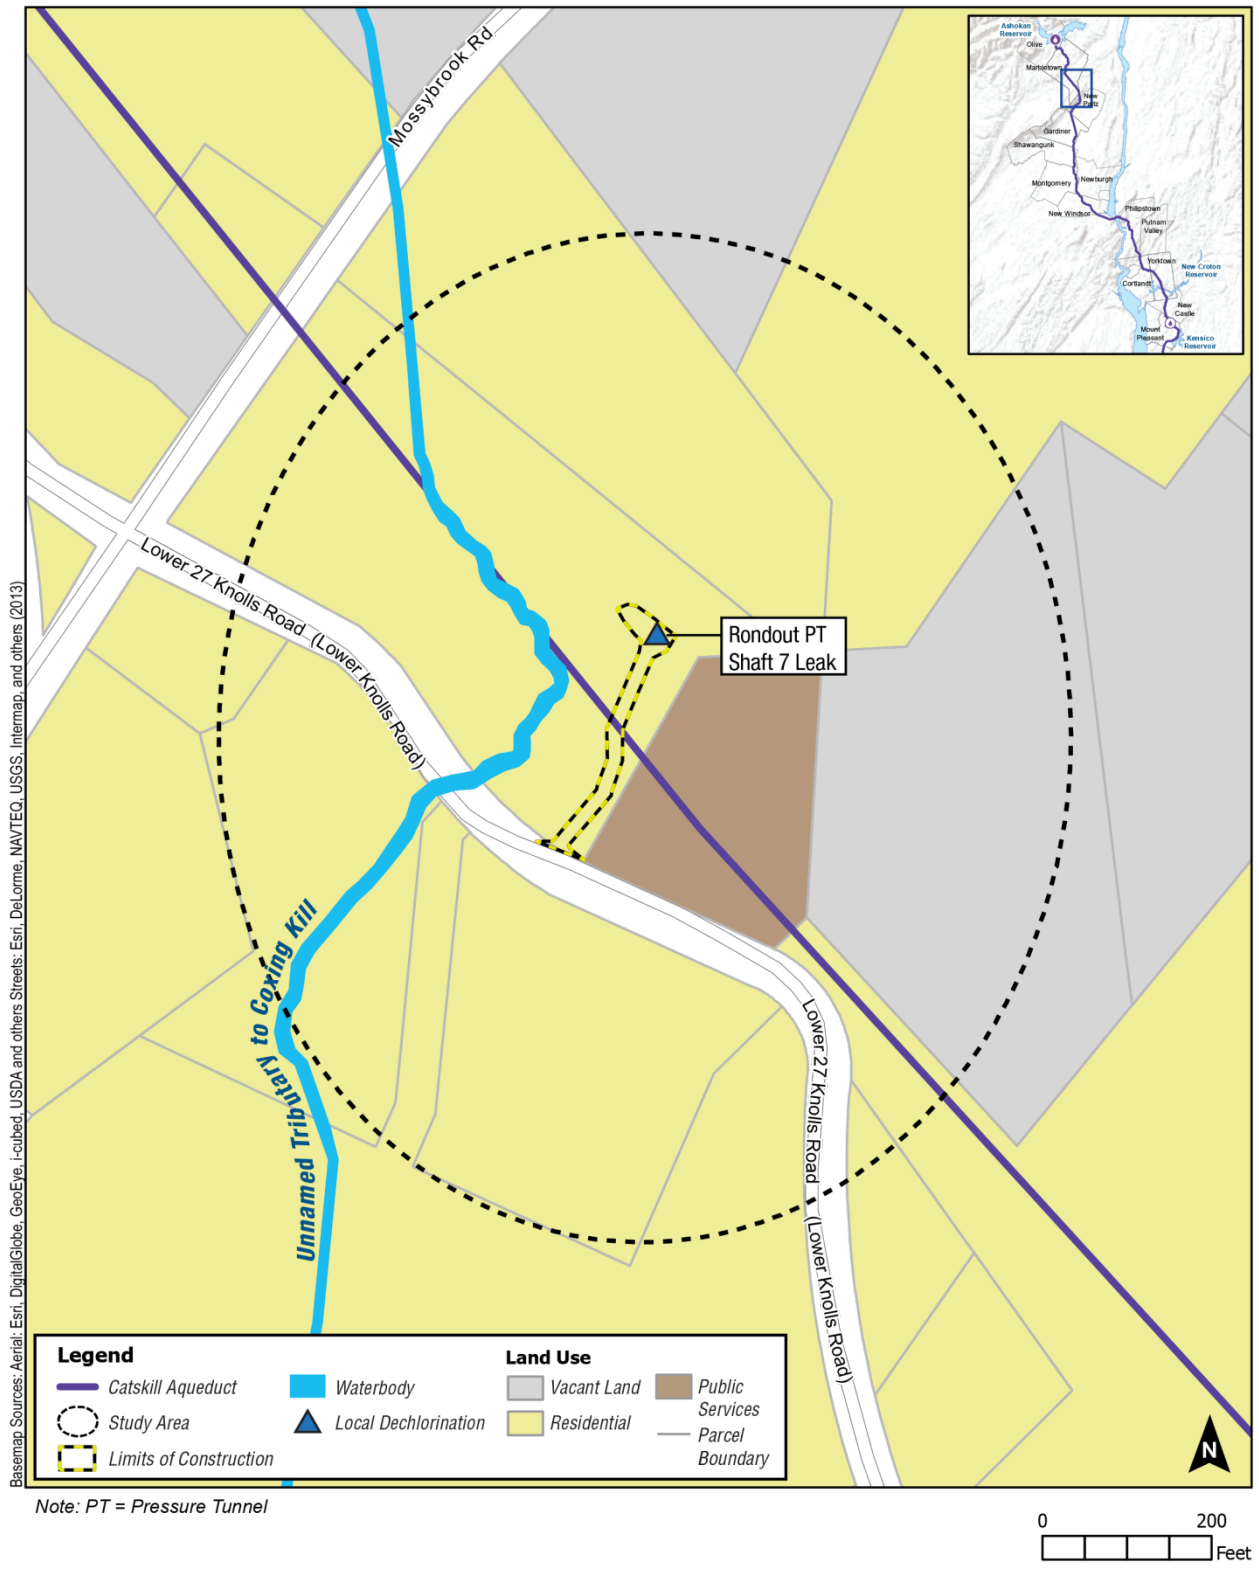 Mossybrook Rd
Ashokan
Reservoir
Olive
Marbletown
New
Paltz
Gardiner
Shawangunk
Montgomery
Newburgh
New Windsor
Philipstown
Putnam
Valley
Yorktown
New Croton
Reservoir
Cortlandt
New
Castle
Mount
Pleasant
Kensico
Reservoir
Lower 27 Knolls Road (Lower Knolls Road)
Rondout PT
Shaft 7 Leak
Unnamed Tributary to Coxing Kill
Lower 27 Knolls Road (Lower Knolls Road)
Basemap Sources: Aerial: Esri, DigitalGlobe, GeoEye, i-cubed, USDA and others Streets: Esri, DeLorme, NAVTEQ, USGS, Intermap, and others (2013)
Legend
Catskill Aqueduct
Study Area
Limits of Construction
Waterbody
Local Dechlorination
Land Use
Vacant Land
Residential
Public
Services
Parcel
Boundary
N
Note: PT = Pressure Tunnel
0 200
Feet